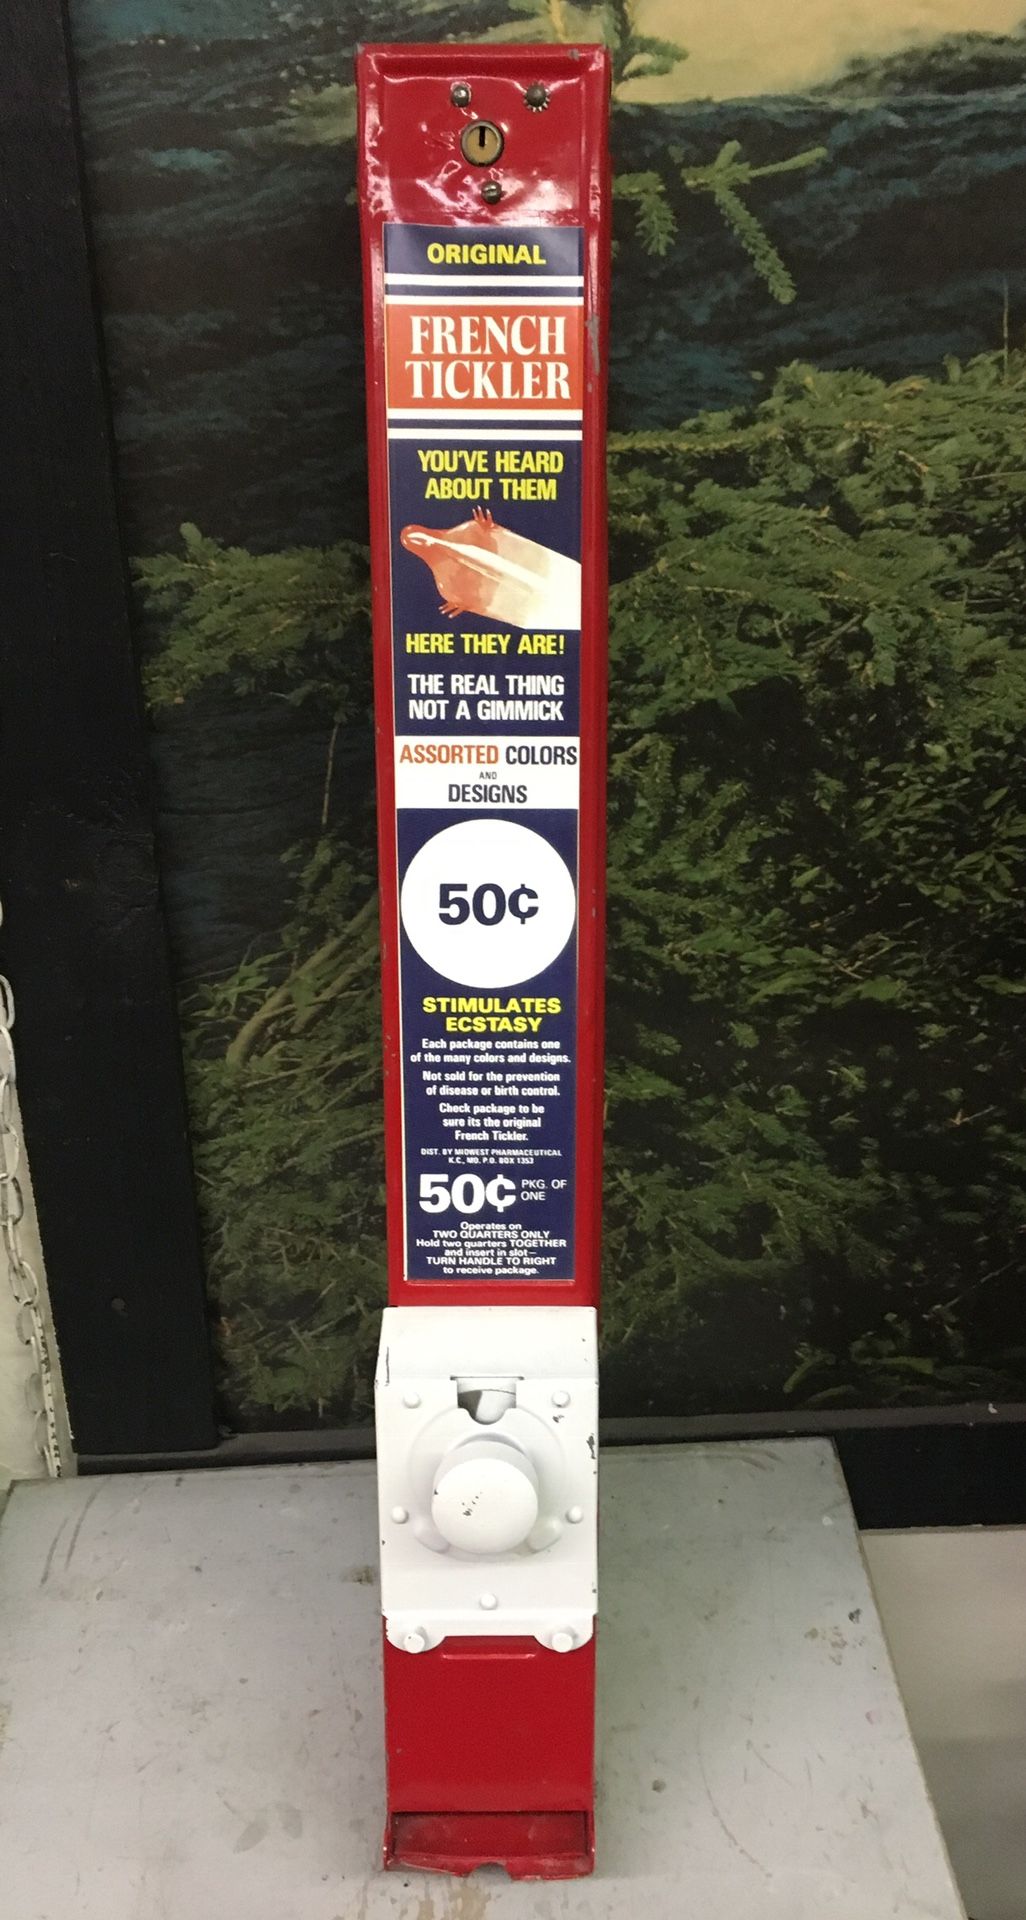 ORIGINAL
FRENCH
TICKLER
YOU'VE HEARD
ABOUT THEM
HERE THEY ARE!
THE REAL THING
NOT A GIMMICK
ASSORTED COLORS
AND
DESIGNS
50¢
STIMULATES
ECSTASY
Each package contains one
of the many colors and designs.
Not sold for the prevention
of disease or birth control.
Check package to be
sure its the original
French Tickler.
DIST. BY MIDWEST PHARMACEUTICAL
K.C., MO. P.O. BOX 1353
50¢ PKG. OF
ONE
Operates on
TWO QUARTERS ONLY
Hold two quarters TOGETHER
and insert in slot—
TURN HANDLE TO RIGHT
to receive package.